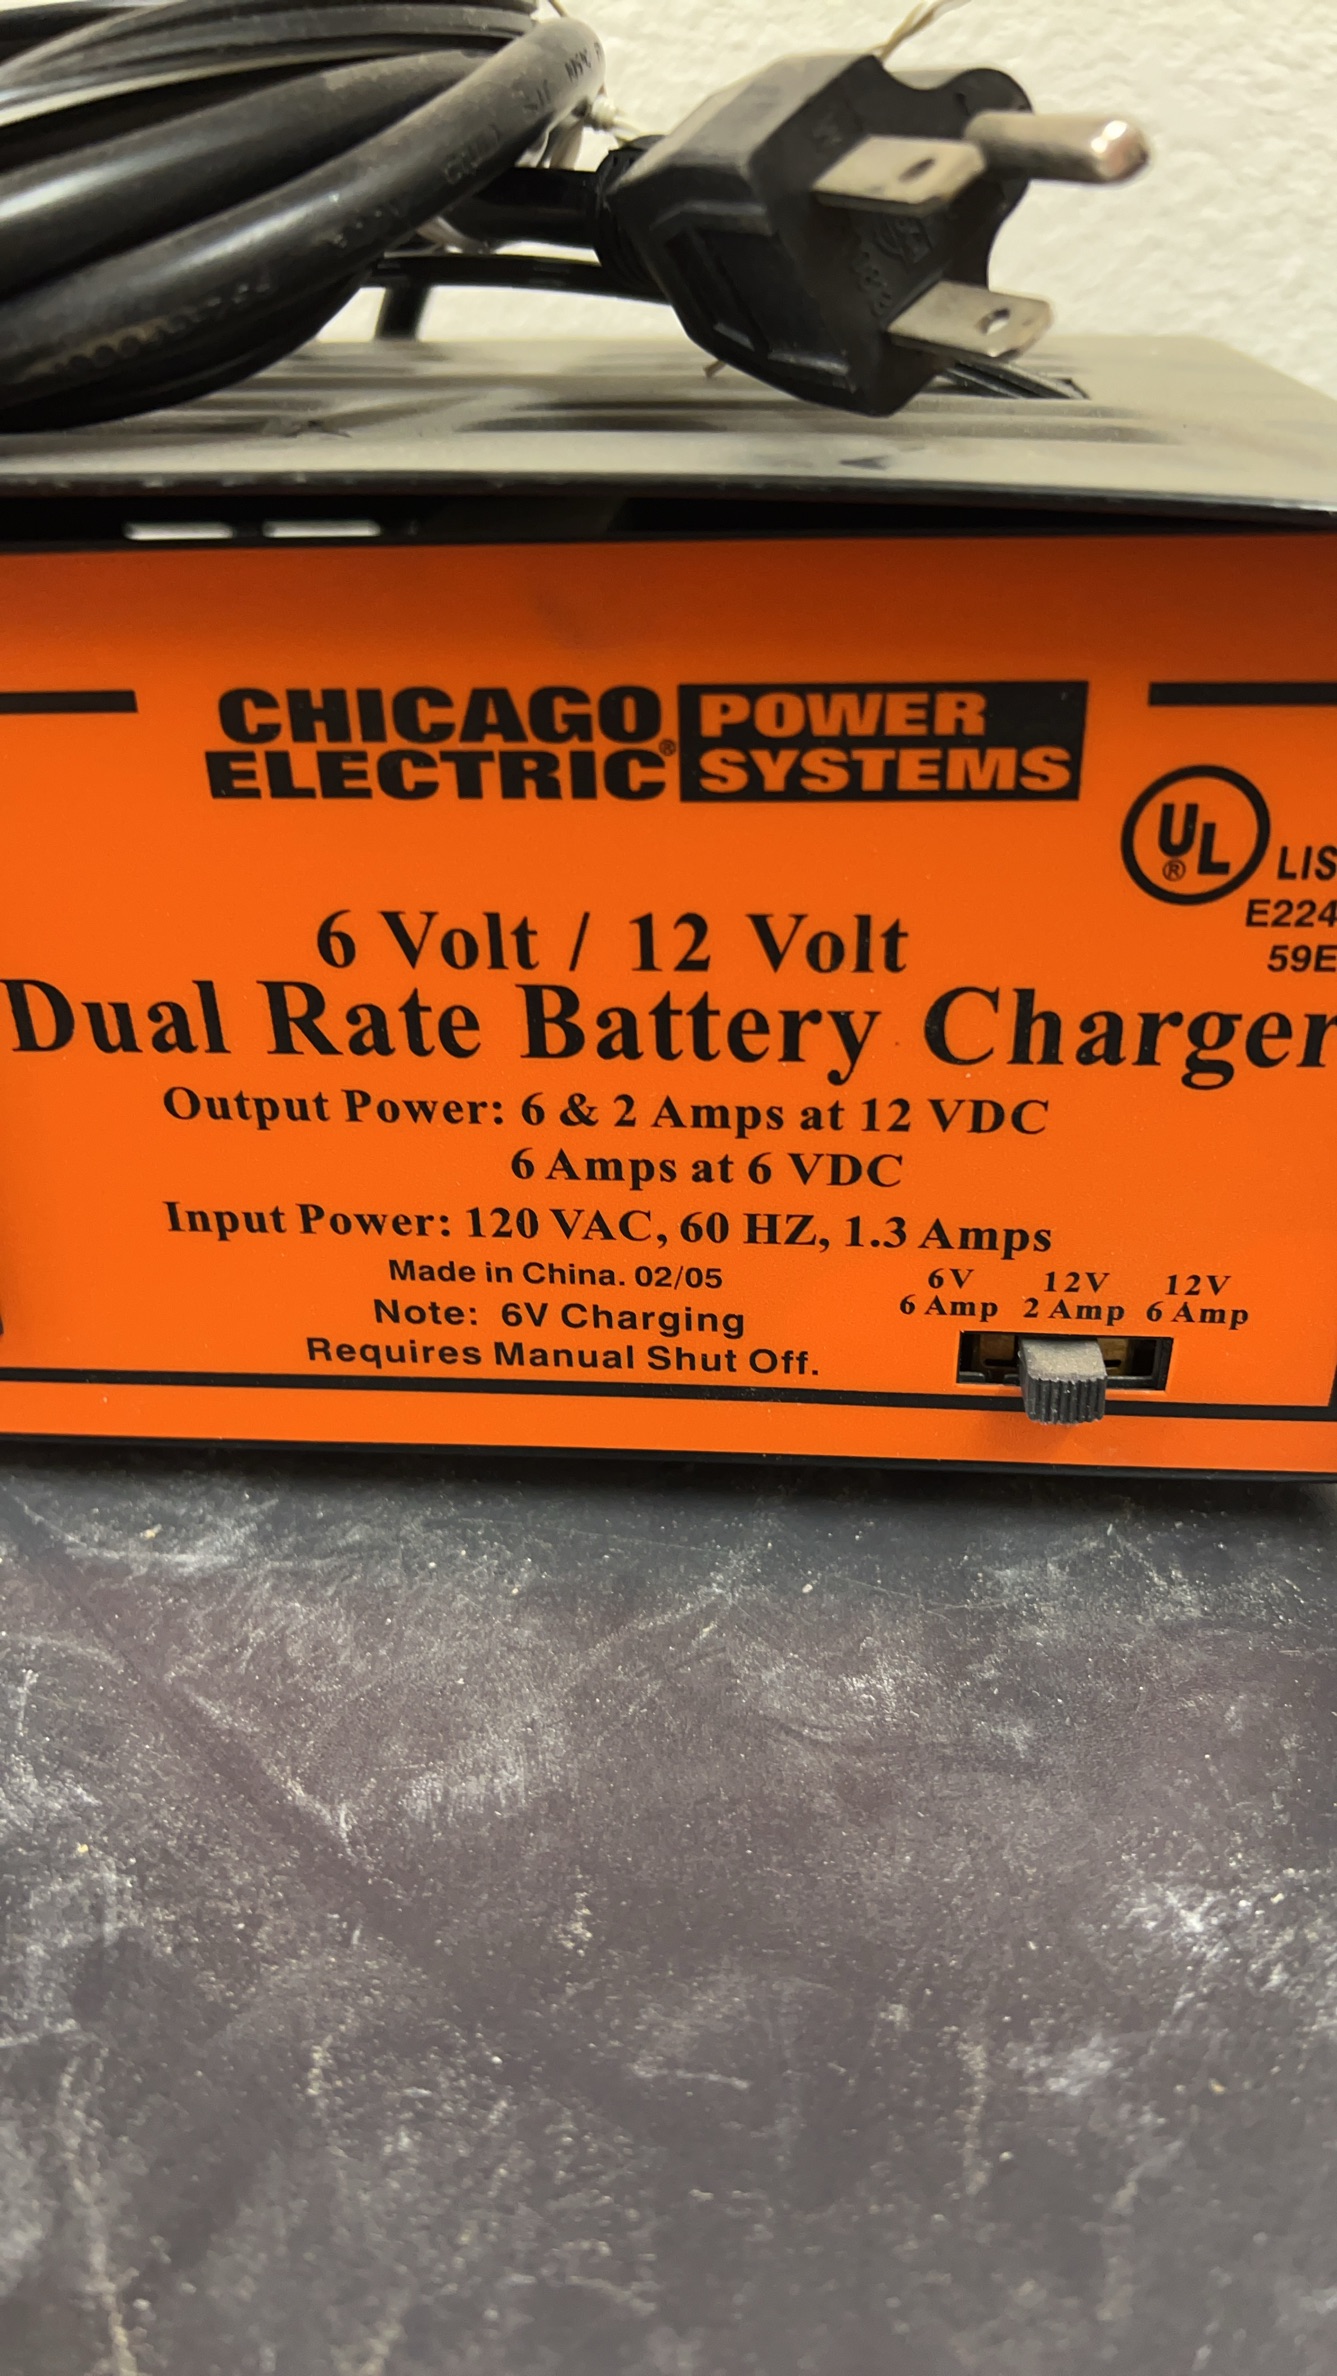 CHICAGO POWER
ELECTRIC® SYSTEMS
UL® LIS
E224
59E
6 Volt / 12 Volt
Dual Rate Battery Charger
Output Power: 6 & 2 Amps at 12 VDC
6 Amps at 6 VDC
Input Power: 120 VAC, 60 HZ, 1.3 Amps
Made in China. 02/05
Note: 6V Charging
Requires Manual Shut Off.
6V 12V 12V
6 Amp 2 Amp 6 Amp